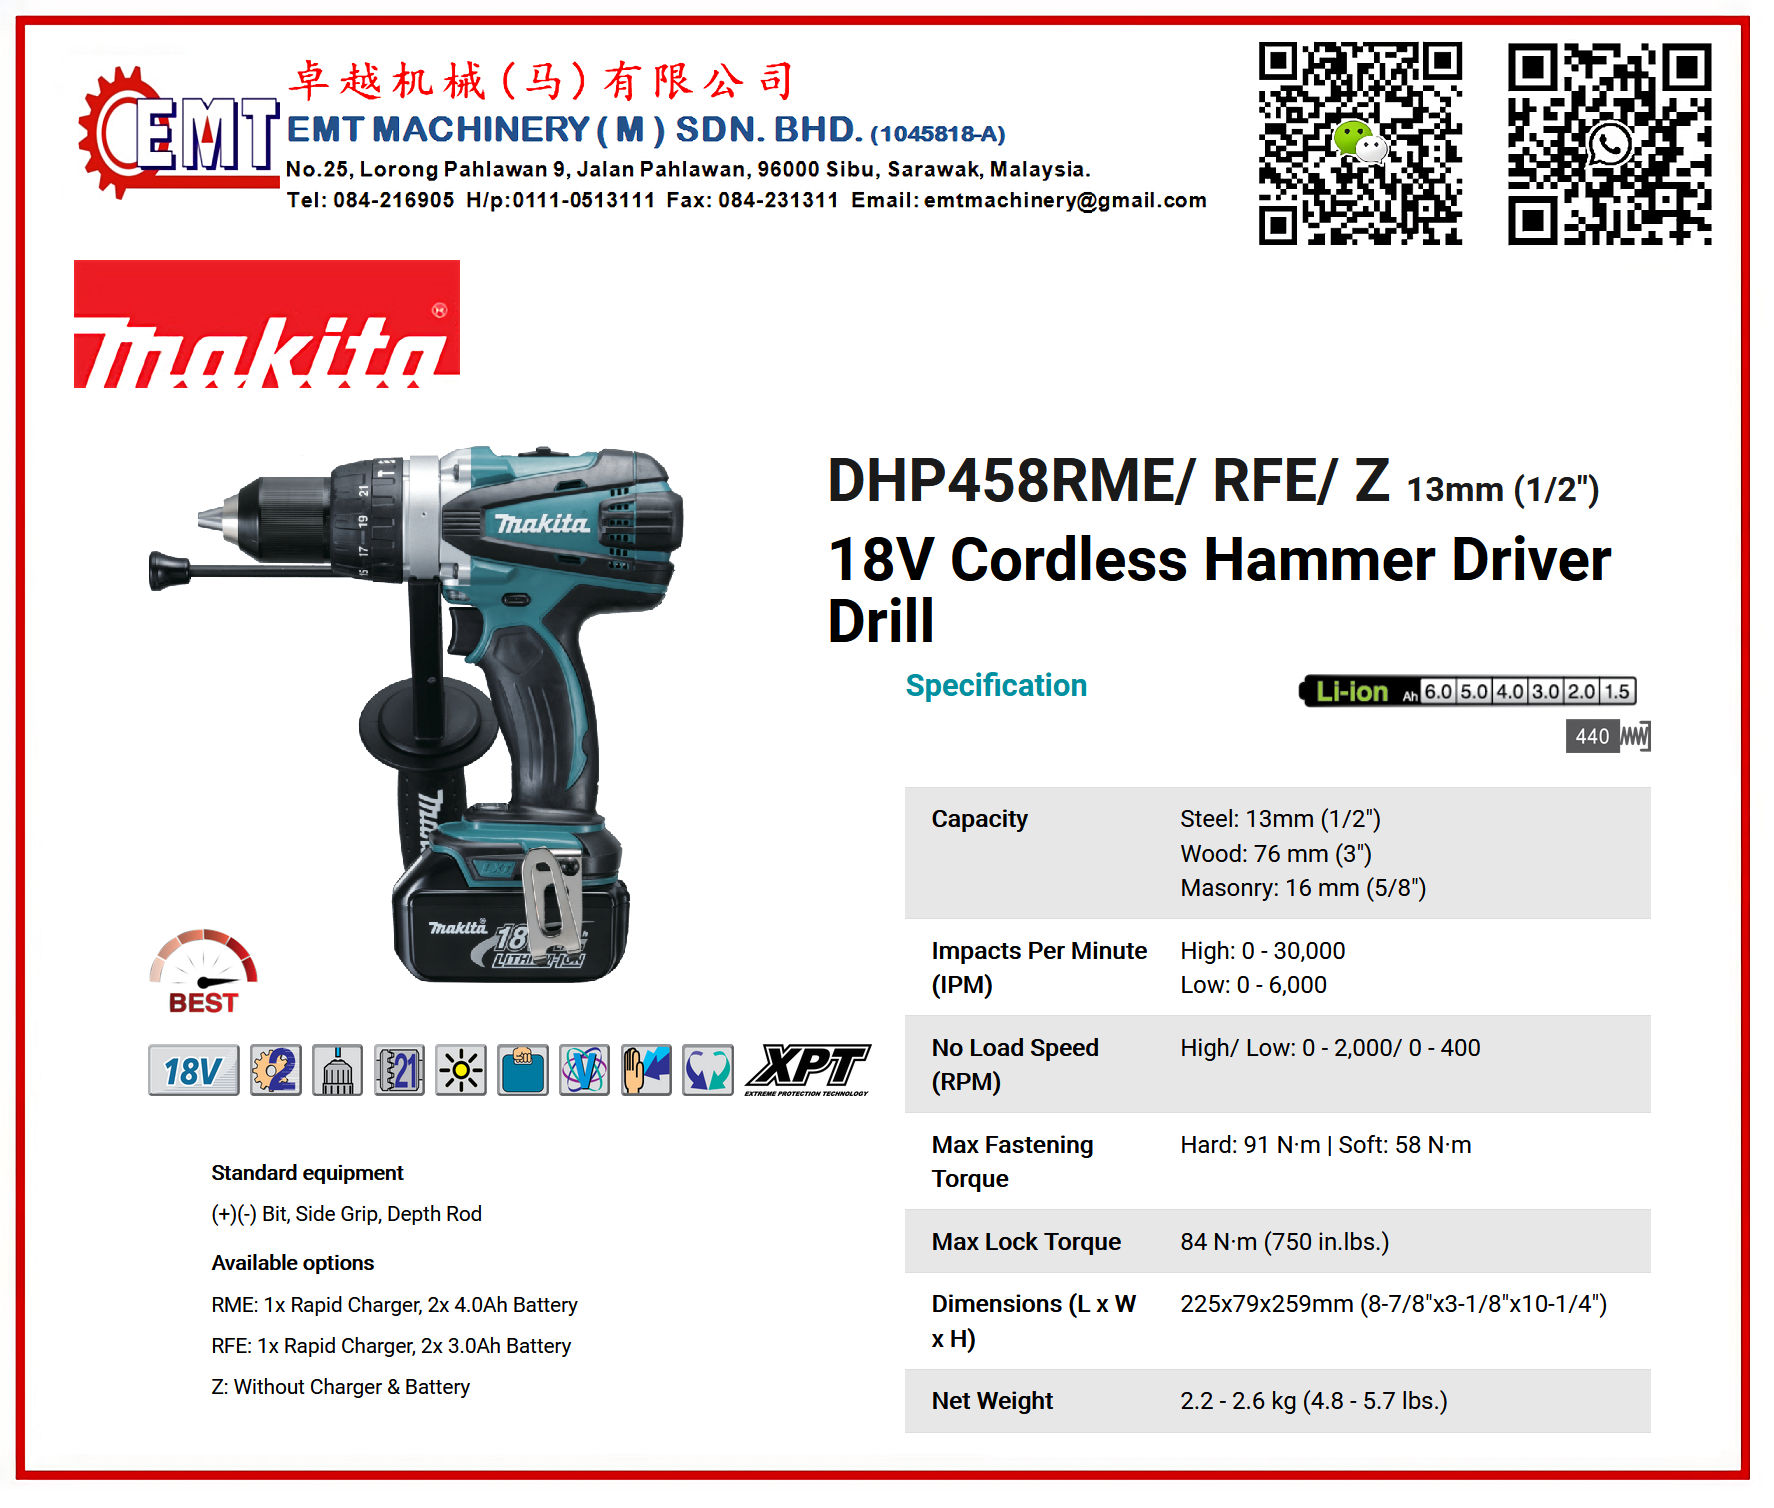 卓越机械(马)有限公司
EMT
EMT MACHINERY ( M ) SDN. BHD. (1045818-A)
No.25, Lorong Pahlawan 9, Jalan Pahlawan, 96000 Sibu, Sarawak, Malaysia.
Tel: 084-216905 H/p:0111-0513111 Fax: 084-231311 Email: emtmachinery@gmail.com
makita
DHP458RME/ RFE/ Z 13mm (1/2")
18V Cordless Hammer Driver
Drill
Specification
Li-ion Ah 6.0 5.0 4.0 3.0 2.0 1.5
440
21
19
17
makita
makita
18
LITHIUM-ION
BEST
18V
2
21
V
XPT
EXTREME PROTECTION TECHNOLOGY
Capacity
Steel: 13mm (1/2")
Wood: 76 mm (3")
Masonry: 16 mm (5/8")
Impacts Per Minute
(IPM)
High: 0 - 30,000
Low: 0 - 6,000
No Load Speed
(RPM)
High/ Low: 0 - 2,000/ 0 - 400
Max Fastening
Torque
Hard: 91 N·m | Soft: 58 N·m
Max Lock Torque
84 N·m (750 in.lbs.)
Dimensions (L x W
x H)
225x79x259mm (8-7/8"x3-1/8"x10-1/4")
Net Weight
2.2 - 2.6 kg (4.8 - 5.7 lbs.)
Standard equipment
(+)(-) Bit, Side Grip, Depth Rod
Available options
RME: 1x Rapid Charger, 2x 4.0Ah Battery
RFE: 1x Rapid Charger, 2x 3.0Ah Battery
Z: Without Charger & Battery